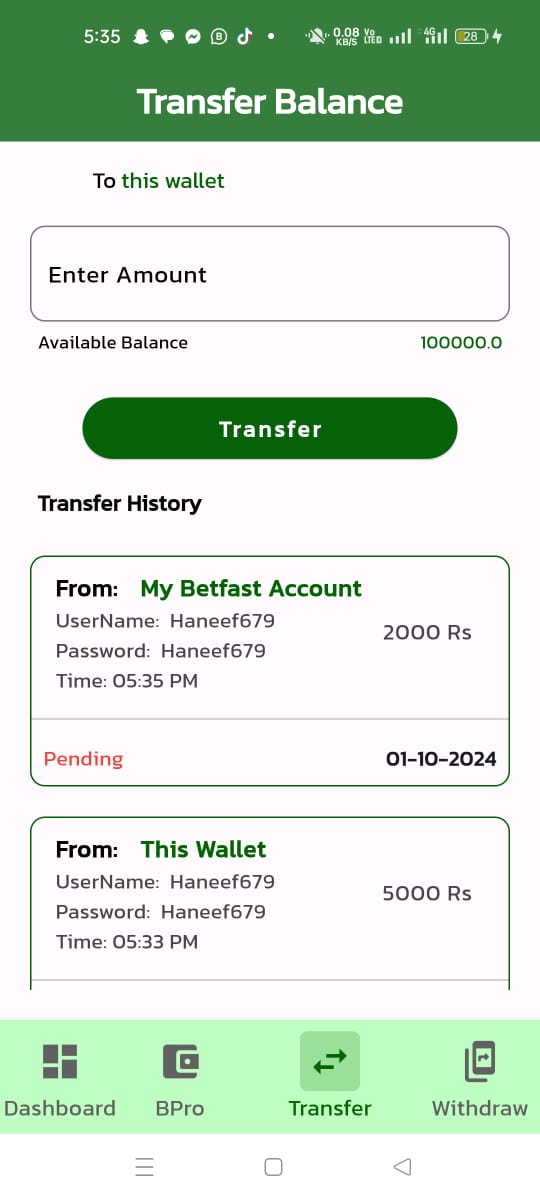 5:35 0.08 KB/S Vo LTED 4G 28
Transfer Balance
To this wallet
Enter Amount
Available Balance 100000.0
Transfer
Transfer History
From: My Betfast Account
UserName: Haneef679
2000 Rs
Password: Haneef679
Time: 05:35 PM
Pending 01-10-2024
From: This Wallet
UserName: Haneef679
5000 Rs
Password: Haneef679
Time: 05:33 PM
Dashboard BPro Transfer Withdraw